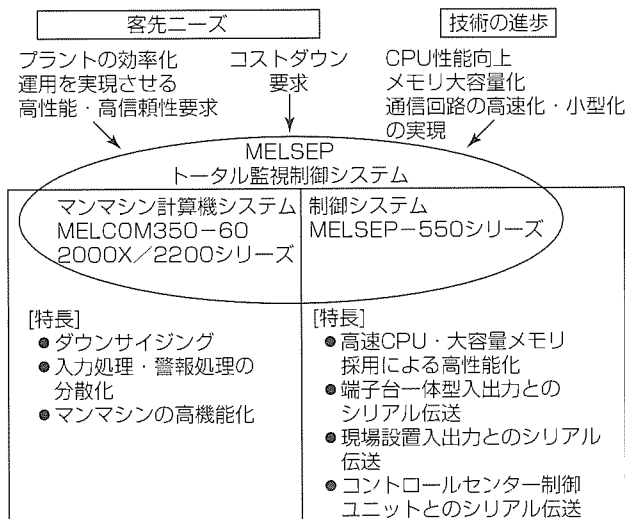 客先ニーズ
技術の進歩
プラントの効率化
運用を実現させる
高性能・高信頼性要求
コストダウン
要求
CPU性能向上
メモリ大容量化
通信回路の高速化・小型化
の実現
MELSEP
トータル監視制御システム
マンマシン計算機システム
MELCOM350-60
2000X/2200シリーズ
制御システム
MELSEP-550シリーズ
[特長]
●ダウンサイジング
●入力処理・警報処理の
分散化
●マンマシンの高機能化
[特長]
●高速CPU・大容量メモリ
採用による高性能化
●端子台一体型入出力との
シリアル伝送
●現場設置入出力とのシリアル
伝送
●コントロールセンター制御
ユニットとのシリアル伝送